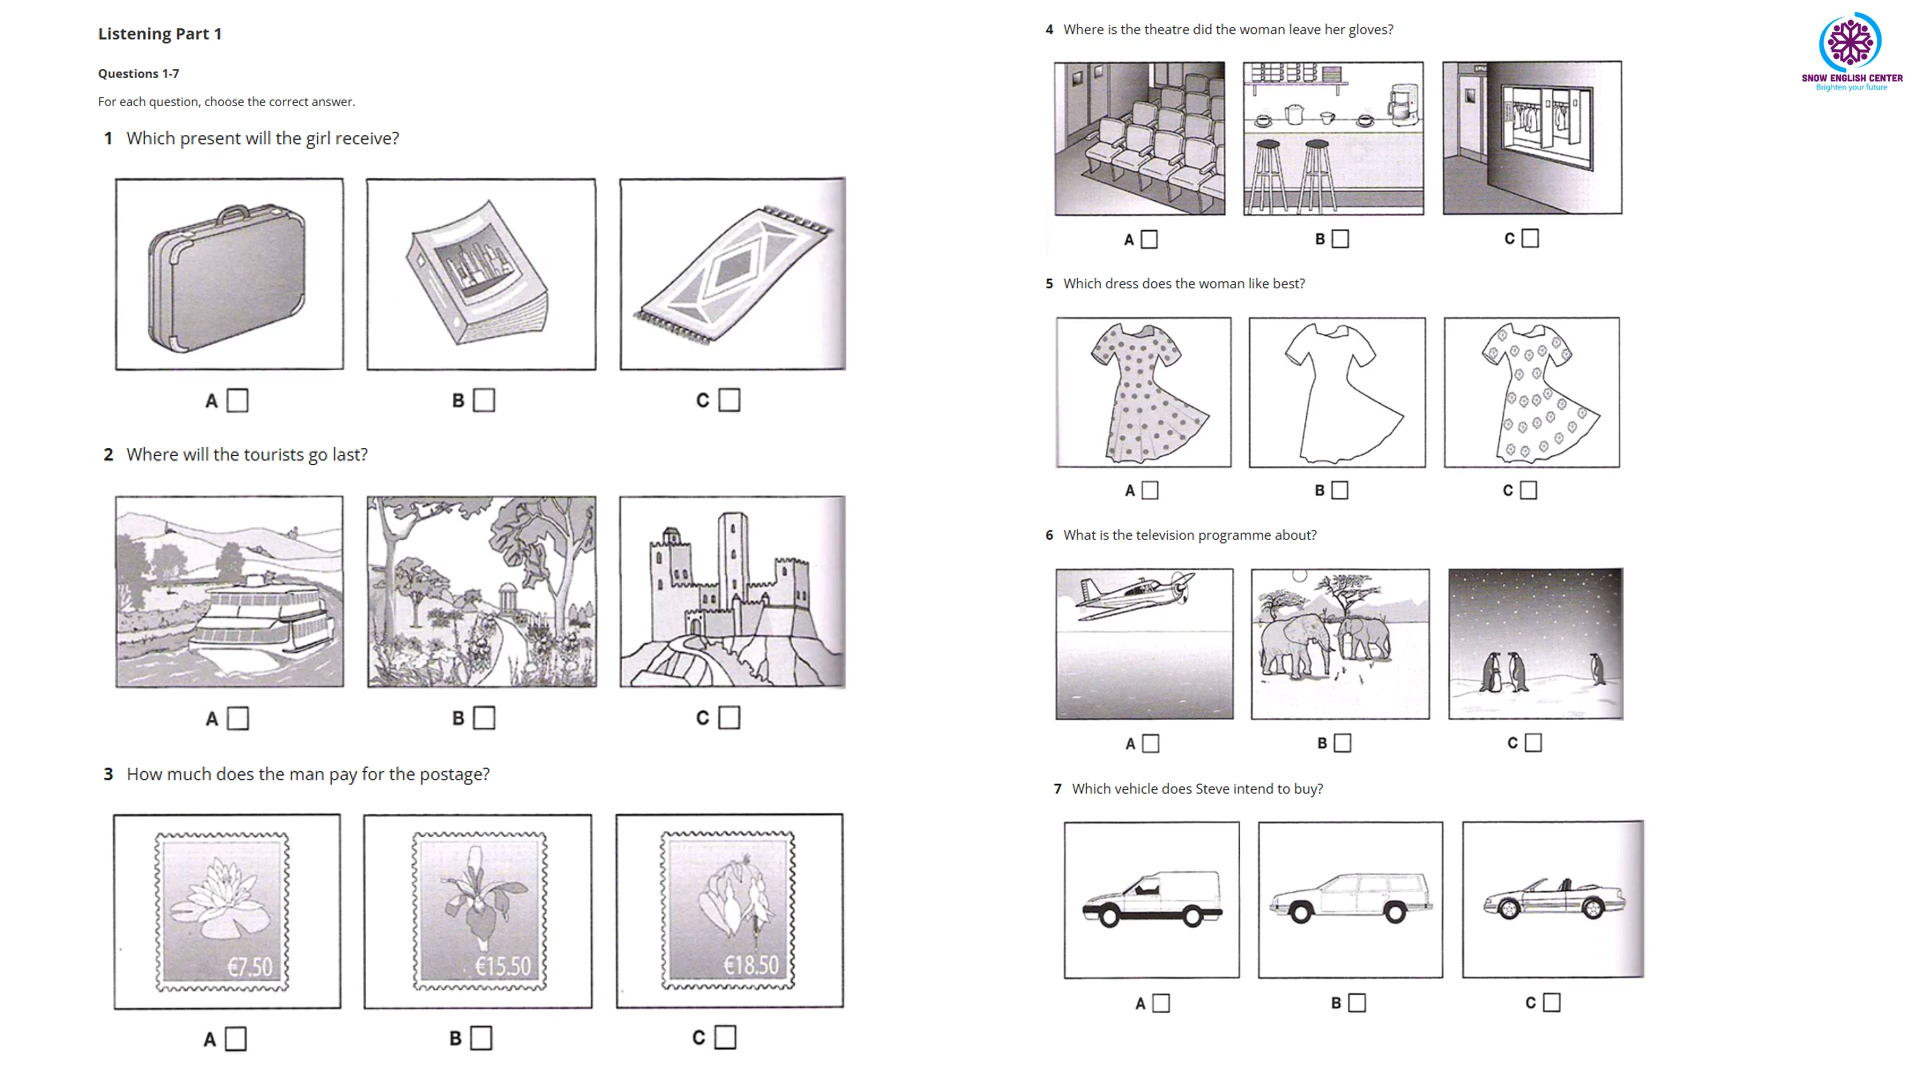 Listening Part 1
Questions 1-7
For each question, choose the correct answer.
1 Which present will the girl receive?
A
B
C
2 Where will the tourists go last?
A
B
C
3 How much does the man pay for the postage?
€7.50
€15.50
€18.50
A
B
C
4 Where is the theatre did the woman leave her gloves?
A
B
C
5 Which dress does the woman like best?
A
B
C
6 What is the television programme about?
A
B
C
7 Which vehicle does Steve intend to buy?
A
B
C
SNOW ENGLISH CENTER
Brighten your future